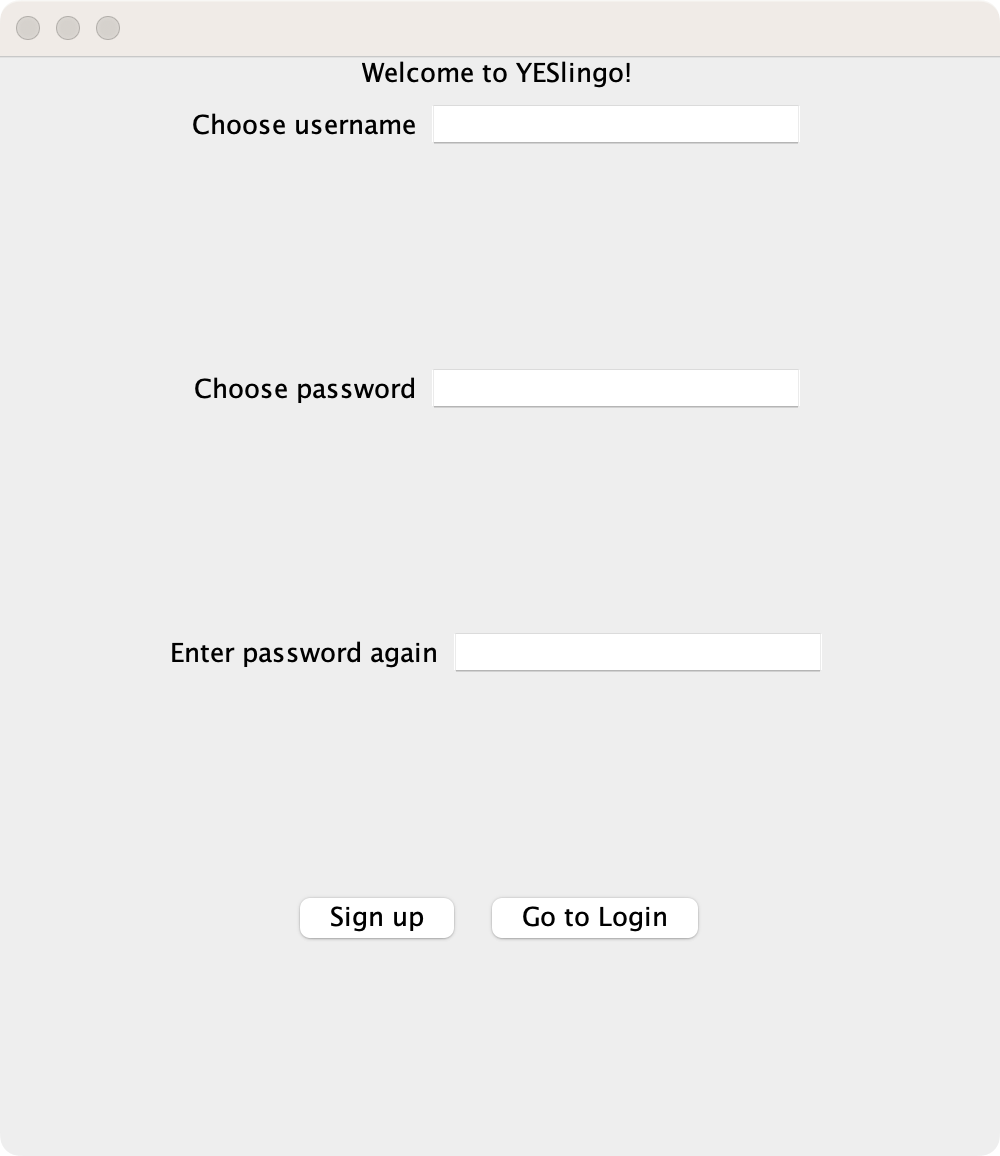 Welcome to YESlingo!
Choose username
Choose password
Enter password again
Sign up Go to Login